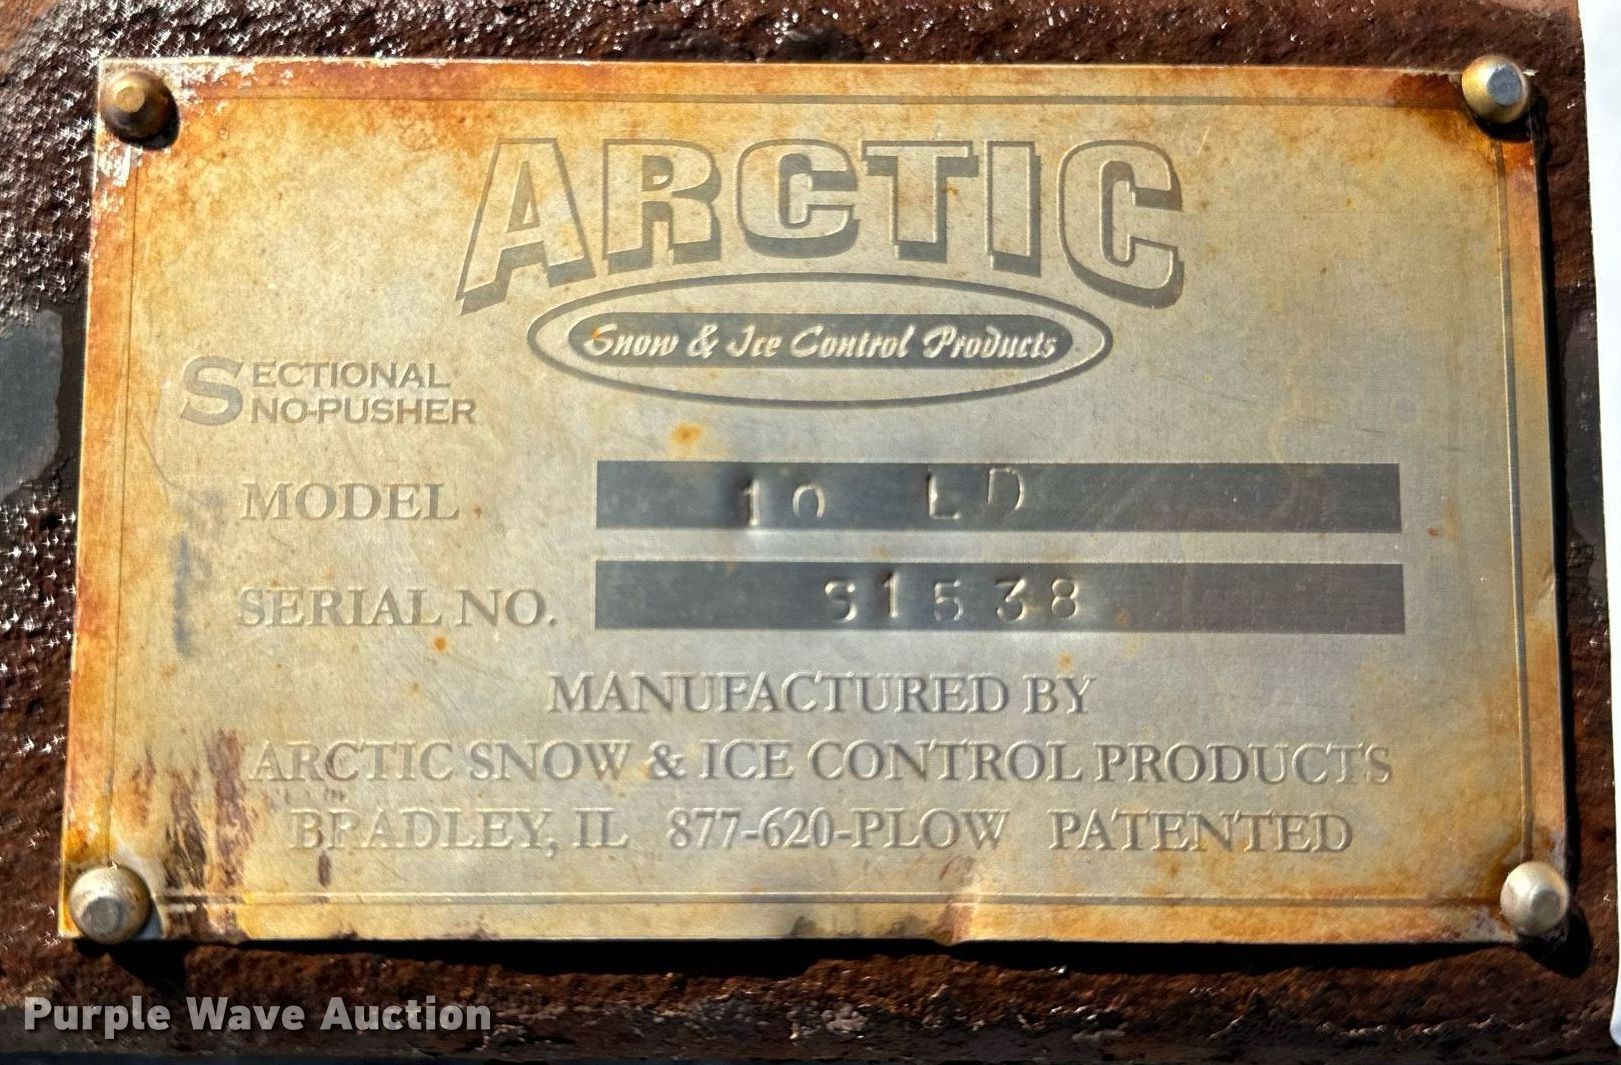 ARCTIC
Snow & Ice Control Products
SECTIONAL
SNO-PUSHER
MODEL 10 LD
SERIAL NO. S1538
MANUFACTURED BY
ARCTIC SNOW & ICE CONTROL PRODUCTS
BRADLEY, IL 877-620-PLOW PATENTED
Purple Wave Auction